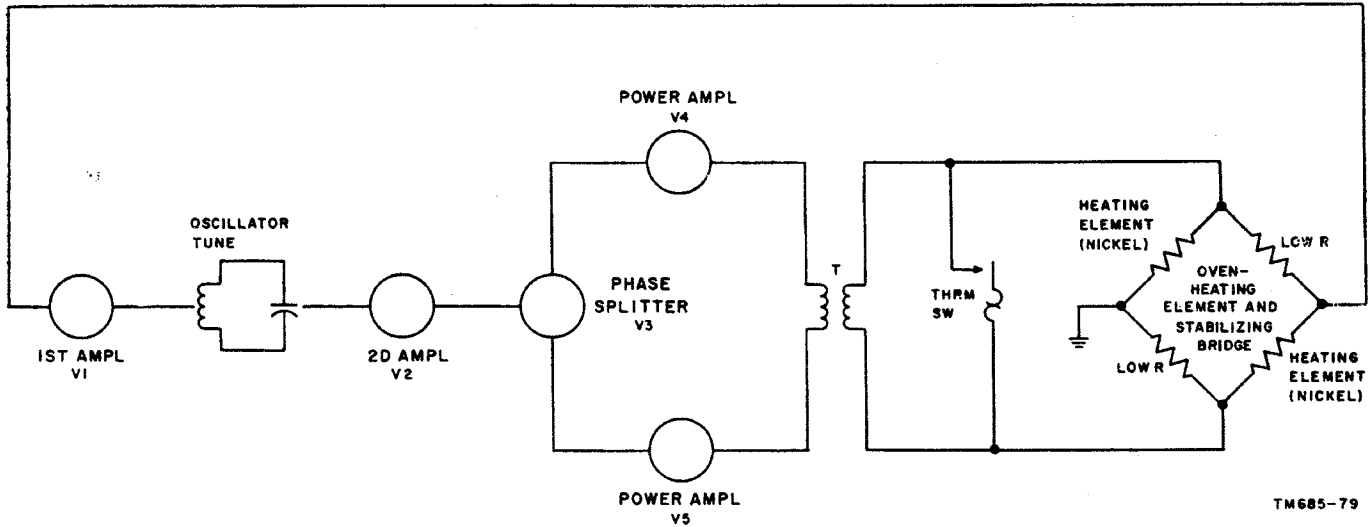 POWER AMPL
V4
OSCILLATOR
TUNE
1ST AMPL
V1
2D AMPL
V2
PHASE
SPLITTER
V3
POWER AMPL
V5
T
THRM
SW
HEATING
ELEMENT
(NICKEL)
LOW R
OVEN-
HEATING
ELEMENT AND
STABILIZING
BRIDGE
LOW R
HEATING
ELEMENT
(NICKEL)
TM685-79